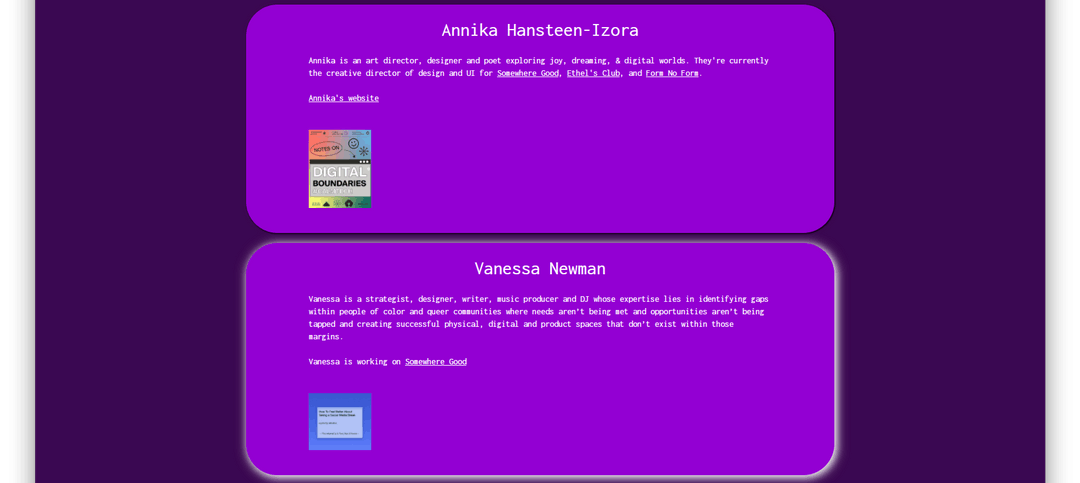 Annika Hansteen-Izora
Annika is an art director, designer and poet exploring joy, dreaming, & digital worlds. They're currently
the creative director of design and UI for Somewhere Good, Ethel's Club, and Form No Form.
Annika's website
NOTES ON
DIGITAL
BOUNDARIES
Vanessa Newman
Vanessa is a strategist, designer, writer, music producer and DJ whose expertise lies in identifying gaps
within people of color and queer communities where needs aren't being met and opportunities aren't being
tapped and creating successful physical, digital and product spaces that don't exist within those
margins.
Vanessa is working on Somewhere Good